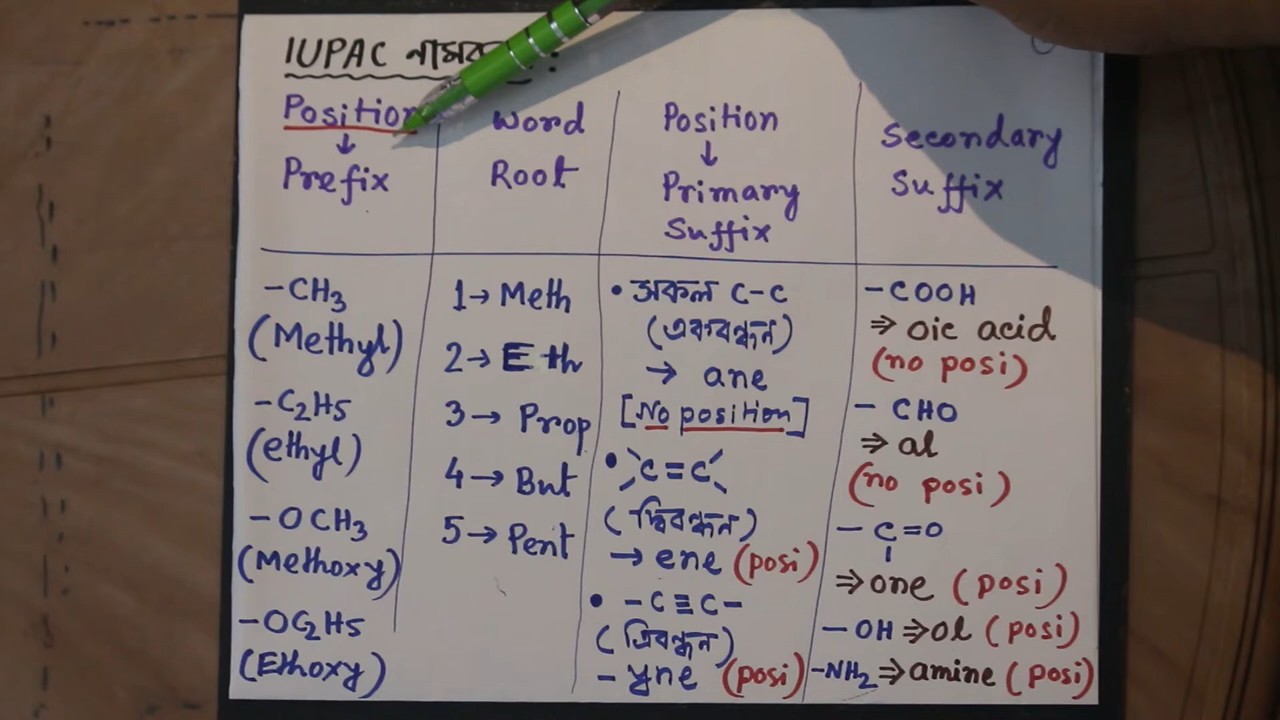 IUPAC
Position
↓
Prefix
-CH3
(Methyl)
-C2H5
(ethyl)
-OCH3
(Methoxy)
-OC2H5
(Ethoxy)
Word
Root
1→ Meth
2→ Eth
3→ Prop
4→ But
5→ Pent
Position
↓
Primary
Suffix
• সকল C-C
(একবন্ধন)
→ ane
[No position]
• >C=C<
(দ্বিবন্ধন)
→ ene (posi)
• -C≡C-
(ত্রিবন্ধন)
- yne (posi)
Secondary
Suffix
-COOH
⇒ oic acid
(no posi)
- CHO
⇒ al
(no posi)
- C=O
⇒ one (posi)
- OH ⇒ ol (posi)
-NH2 ⇒ amine (posi)